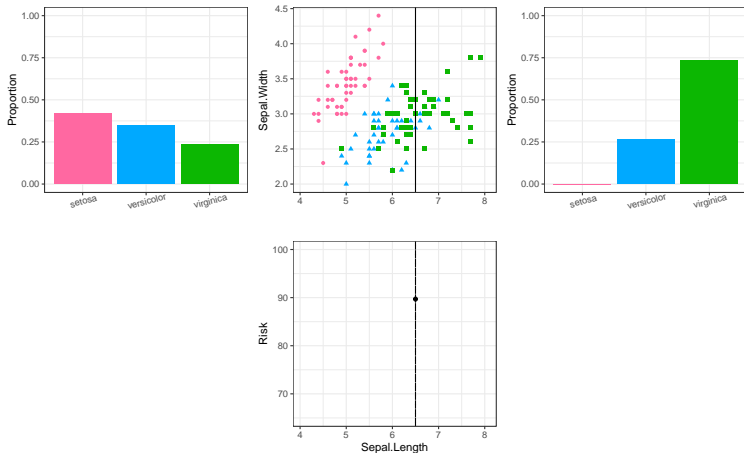 Proportion
1.00
0.75
0.50
0.25
0.00
setosa
versicolor
virginica
Sepal.Width
4.5
4.0
3.5
3.0
2.5
2.0
4 5 6 7 8
Proportion
1.00
0.75
0.50
0.25
0.00
setosa
versicolor
virginica
Risk
100
90
80
70
4 5 6 7 8
Sepal.Length